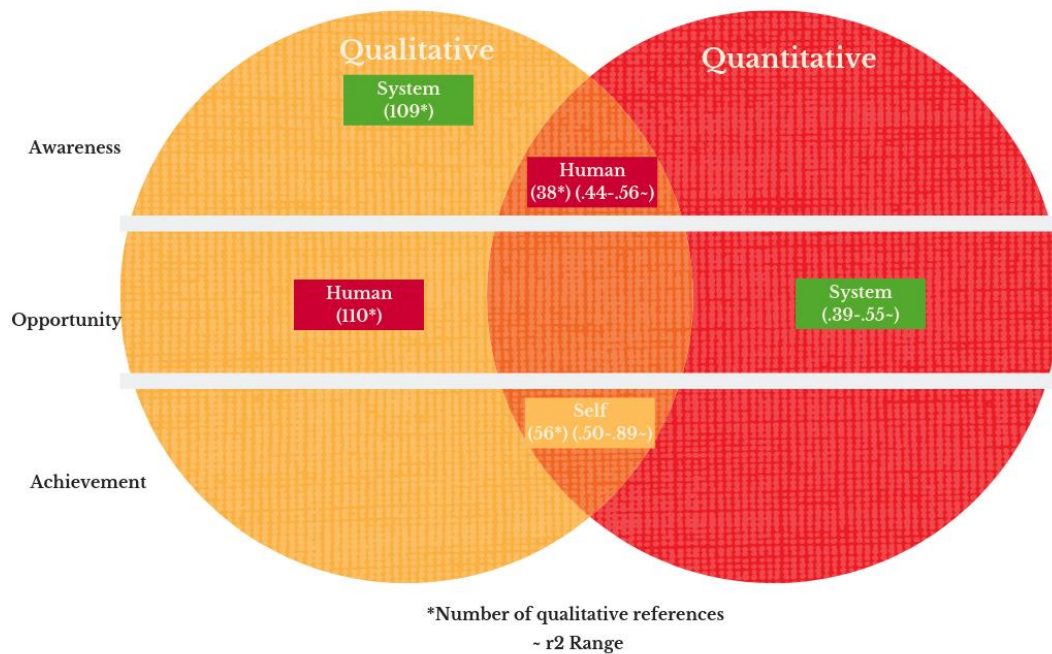 Qualitative
Quantitative
System
(109*)
Awareness
Human
(38*) (.44-.56~)
Human
(110*)
System
(.39-.55~)
Opportunity
Self
(56*) (.50-.89~)
Achievement
*Number of qualitative references
~ r2 Range